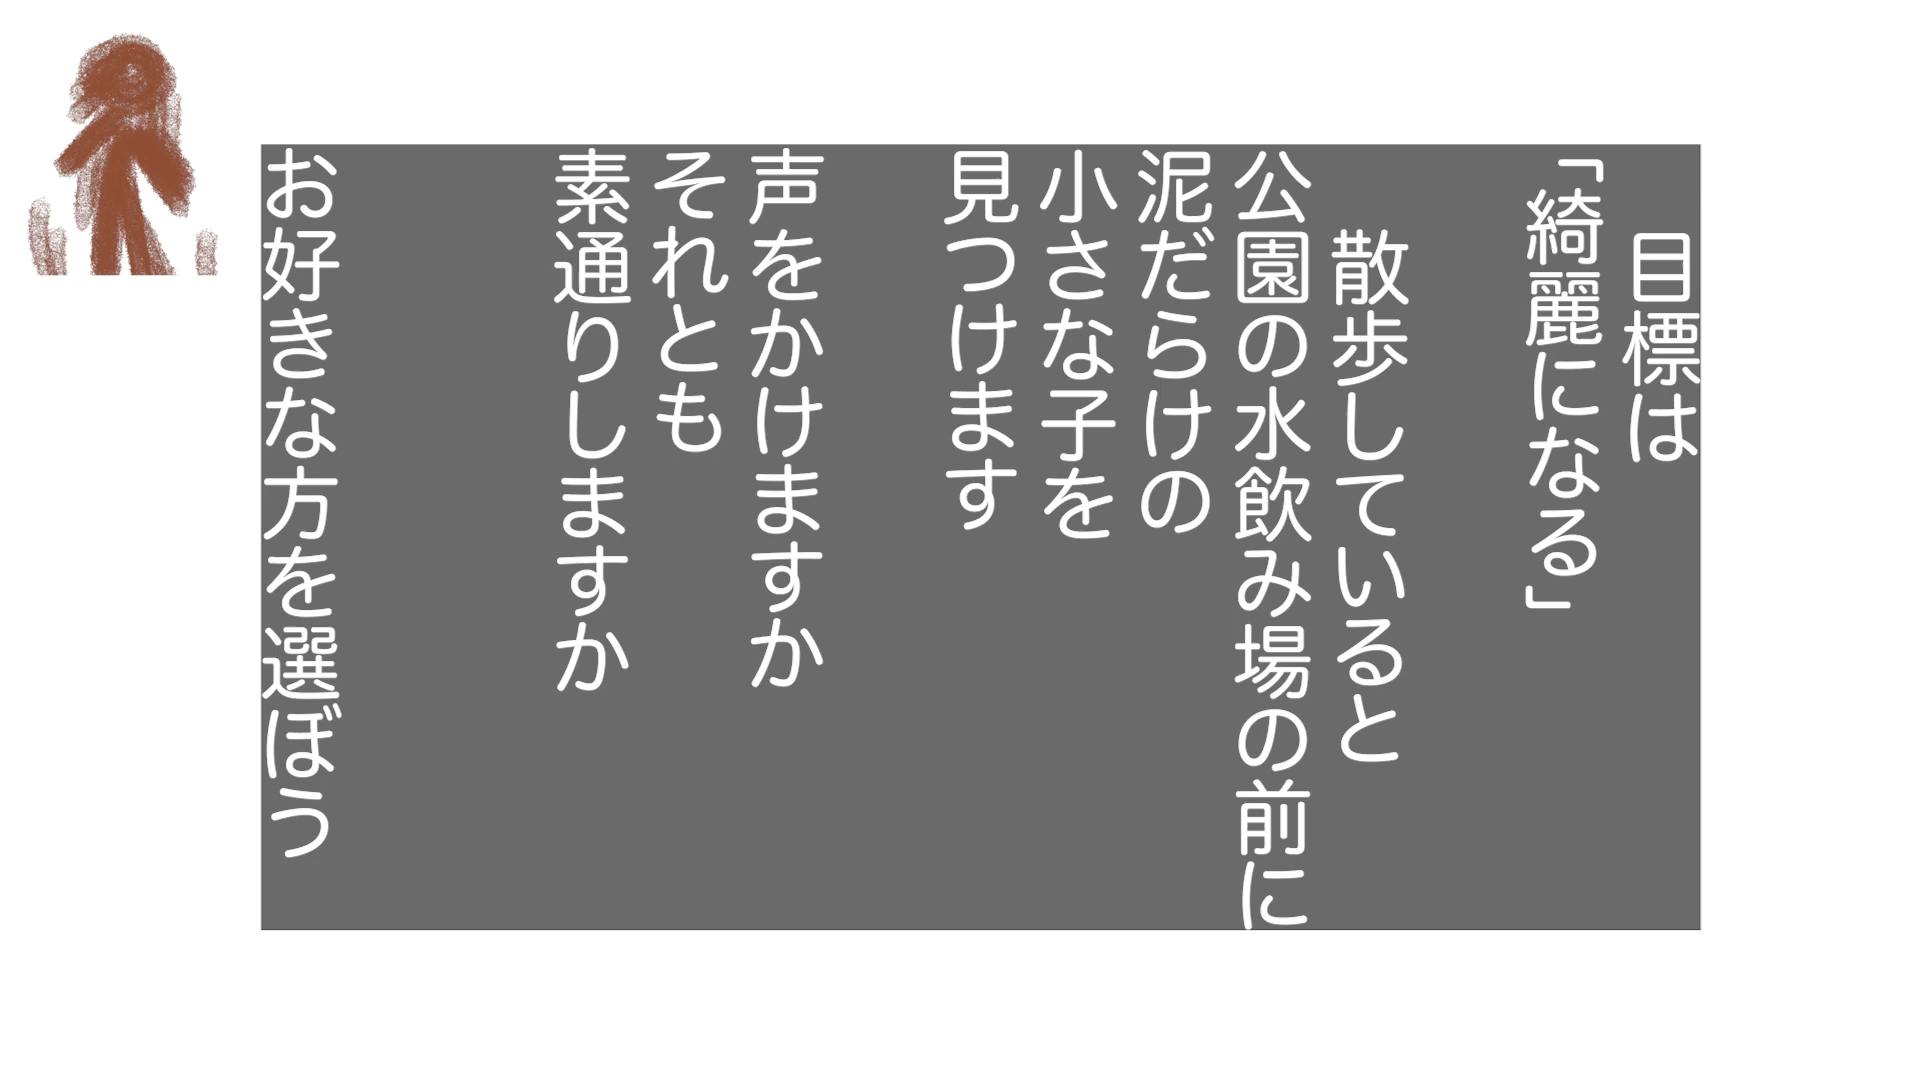 目標は
「綺麗になる」
散歩していると
公園の水飲み場の前に
泥だらけの
小さな子を
見つけます
声をかけますか
それとも
素通りしますか
お好きな方を選ぼう